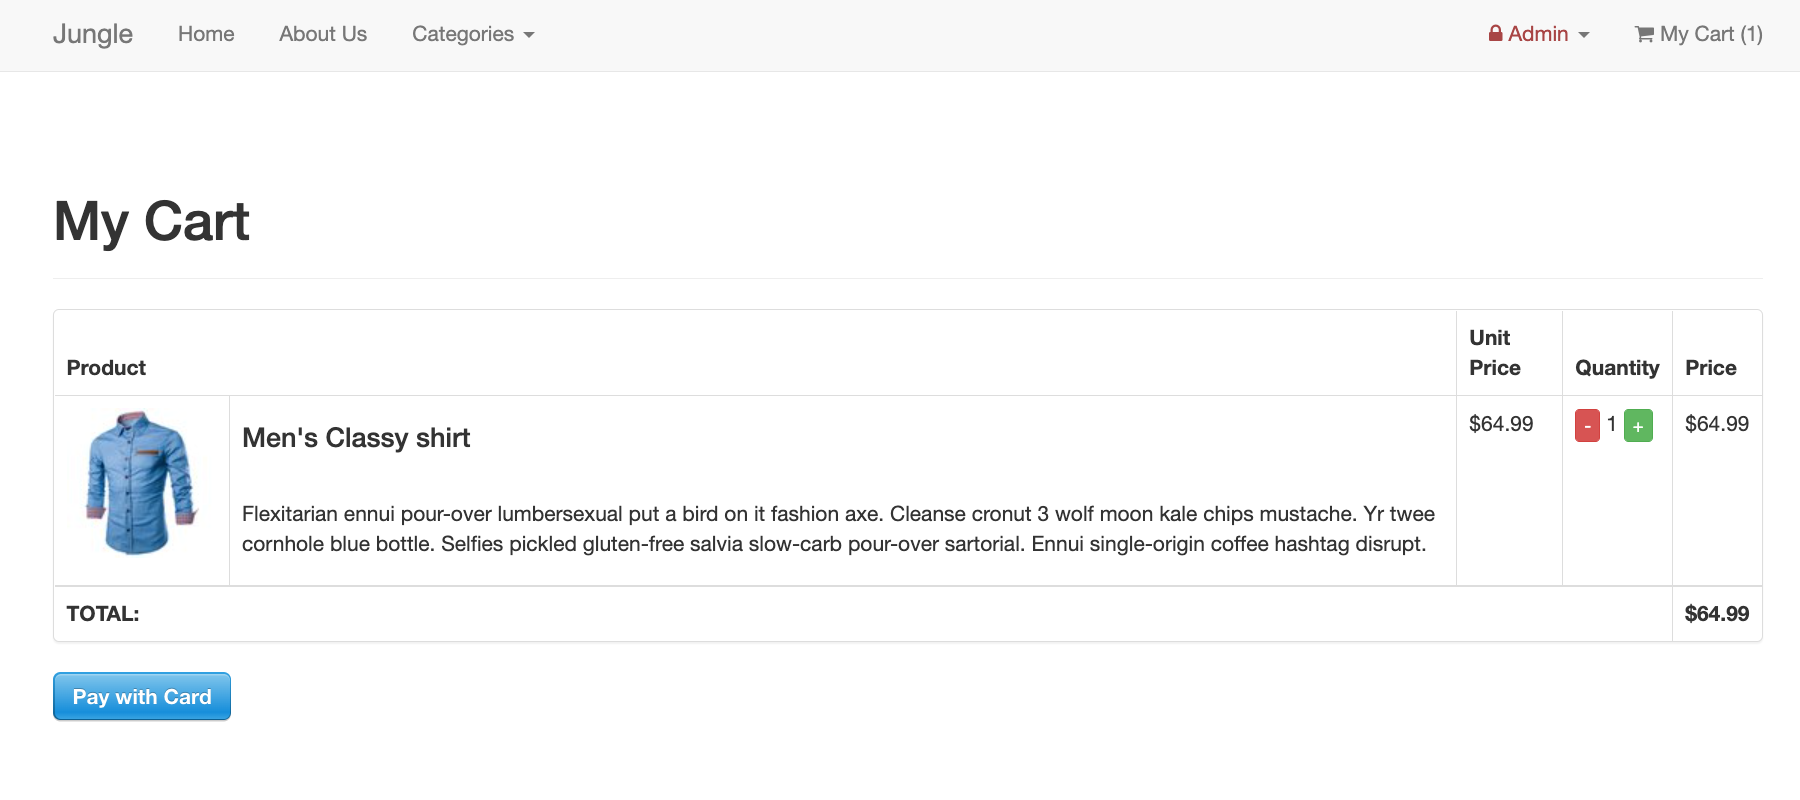 Jungle Home About Us Categories Admin My Cart (1)
My Cart
Product Unit Price Quantity Price
Men's Classy shirt $64.99 - 1 + $64.99
Flexitarian ennui pour-over lumbersexual put a bird on it fashion axe. Cleanse cronut 3 wolf moon kale chips mustache. Yr twee
cornhole blue bottle. Selfies pickled gluten-free salvia slow-carb pour-over sartorial. Ennui single-origin coffee hashtag disrupt.
TOTAL: $64.99
Pay with Card